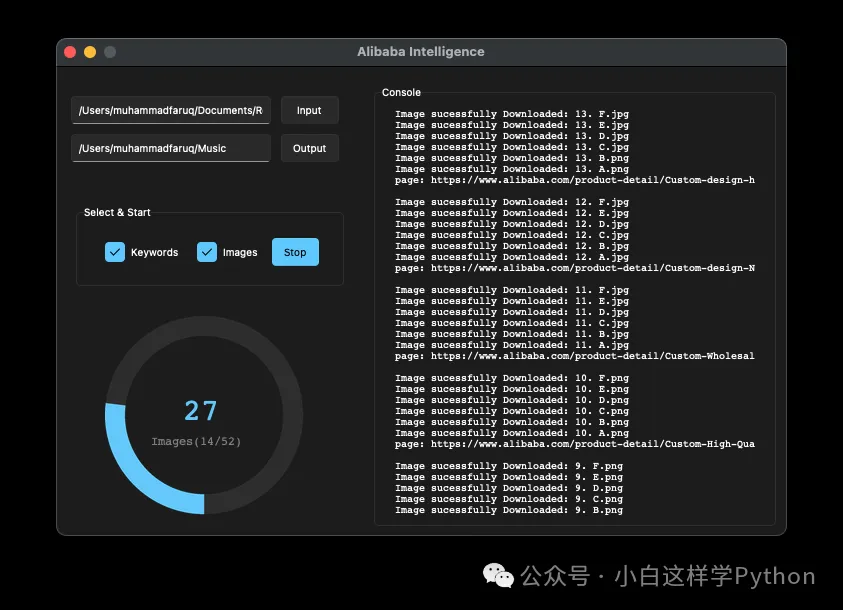 Alibaba Intelligence
/Users/muhammadfaruq/Documents/R
Input
/Users/muhammadfaruq/Music
Output
Select & Start
Keywords
Images
Stop
27
Images(14/52)
Console
Image sucessfully Downloaded: 13. F.jpg
Image sucessfully Downloaded: 13. E.jpg
Image sucessfully Downloaded: 13. D.jpg
Image sucessfully Downloaded: 13. C.jpg
Image sucessfully Downloaded: 13. B.png
Image sucessfully Downloaded: 13. A.png
page: https://www.alibaba.com/product-detail/Custom-design-h
Image sucessfully Downloaded: 12. F.jpg
Image sucessfully Downloaded: 12. E.jpg
Image sucessfully Downloaded: 12. D.jpg
Image sucessfully Downloaded: 12. C.jpg
Image sucessfully Downloaded: 12. B.jpg
Image sucessfully Downloaded: 12. A.jpg
page: https://www.alibaba.com/product-detail/Custom-design-N
Image sucessfully Downloaded: 11. F.jpg
Image sucessfully Downloaded: 11. E.jpg
Image sucessfully Downloaded: 11. D.jpg
Image sucessfully Downloaded: 11. C.jpg
Image sucessfully Downloaded: 11. B.jpg
Image sucessfully Downloaded: 11. A.jpg
page: https://www.alibaba.com/product-detail/Custom-Wholesal
Image sucessfully Downloaded: 10. F.png
Image sucessfully Downloaded: 10. E.png
Image sucessfully Downloaded: 10. D.png
Image sucessfully Downloaded: 10. C.png
Image sucessfully Downloaded: 10. B.png
Image sucessfully Downloaded: 10. A.png
page: https://www.alibaba.com/product-detail/Custom-High-Qua
Image sucessfully Downloaded: 9. F.png
Image sucessfully Downloaded: 9. E.png
Image sucessfully Downloaded: 9. D.png
Image sucessfully Downloaded: 9. C.png
Image sucessfully Downloaded: 9. B.png
公众号 · 小白这样学Python